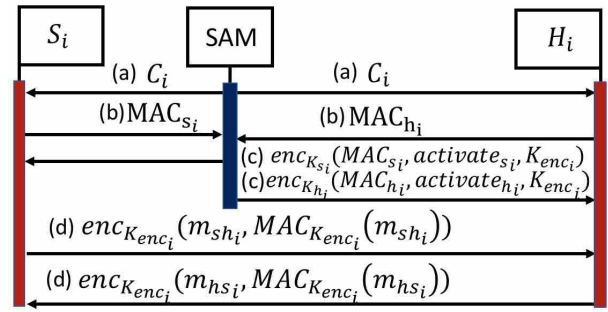 S_i SAM H_i
(a) C_i (a) C_i
(b) MAC_{s_i} (b) MAC_{h_i}
(c) enc_{K_{s_i}}(MAC_{s_i}, activate_{s_i}, K_{enc_i})
(c) enc_{K_{h_i}}(MAC_{h_i}, activate_{h_i}, K_{enc_i})
(d) enc_{K_{enc_i}}(m_{sh_i}, MAC_{K_{enc_i}}(m_{sh_i}))
(d) enc_{K_{enc_i}}(m_{hs_i}, MAC_{K_{enc_i}}(m_{hs_i}))